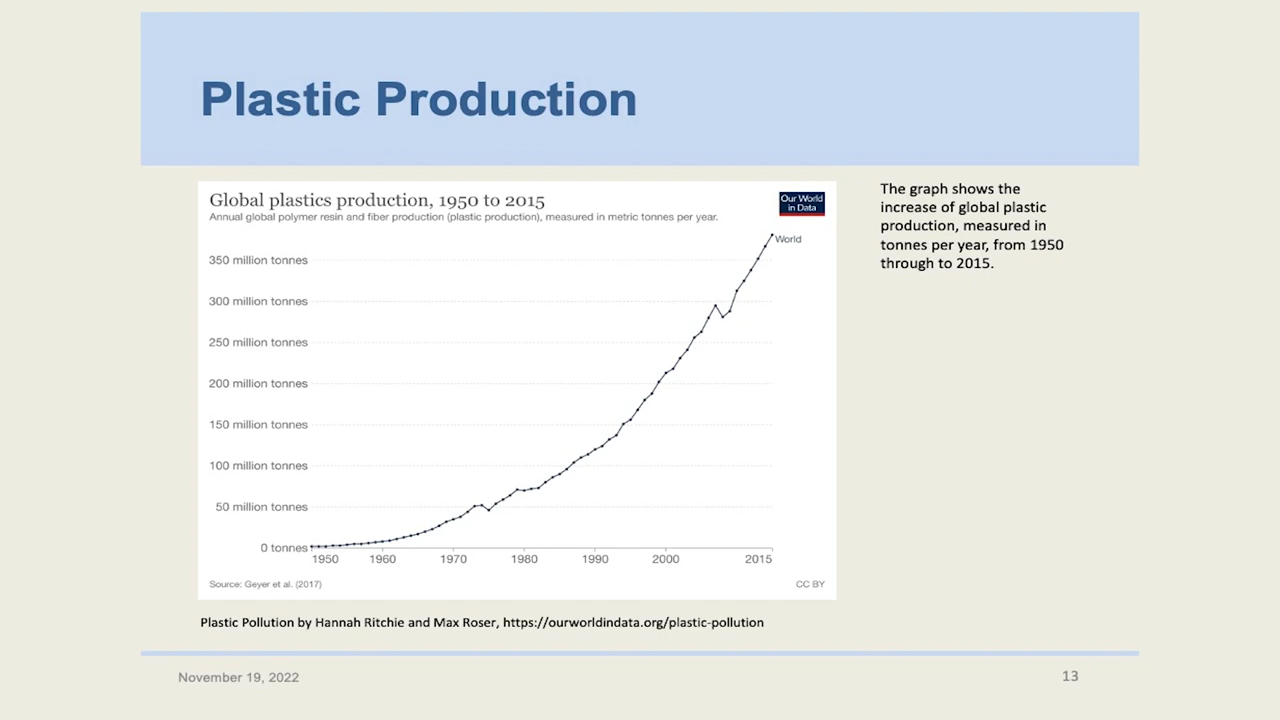 Plastic Production
Global plastics production, 1950 to 2015
Annual global polymer resin and fiber production (plastic production), measured in metric tonnes per year.
Our World
in Data
World
350 million tonnes
300 million tonnes
250 million tonnes
200 million tonnes
150 million tonnes
100 million tonnes
50 million tonnes
0 tonnes
1950 1960 1970 1980 1990 2000 2015
Source: Geyer et al. (2017) CC BY
The graph shows the
increase of global plastic
production, measured in
tonnes per year, from 1950
through to 2015.
Plastic Pollution by Hannah Ritchie and Max Roser, https://ourworldindata.org/plastic-pollution
November 19, 2022 13